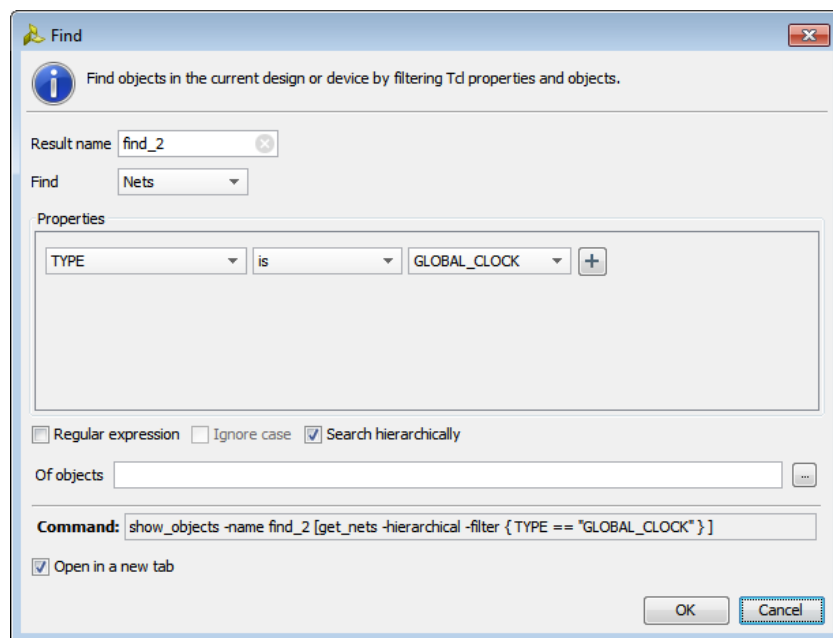 Find
Find objects in the current design or device by filtering Tcl properties and objects.
Result name find_2
Find Nets
Properties
TYPE is GLOBAL_CLOCK +
Regular expression Ignore case Search hierarchically
Of objects ...
Command: show_objects -name find_2 [get_nets -hierarchical -filter { TYPE == "GLOBAL_CLOCK" } ]
Open in a new tab
OK Cancel